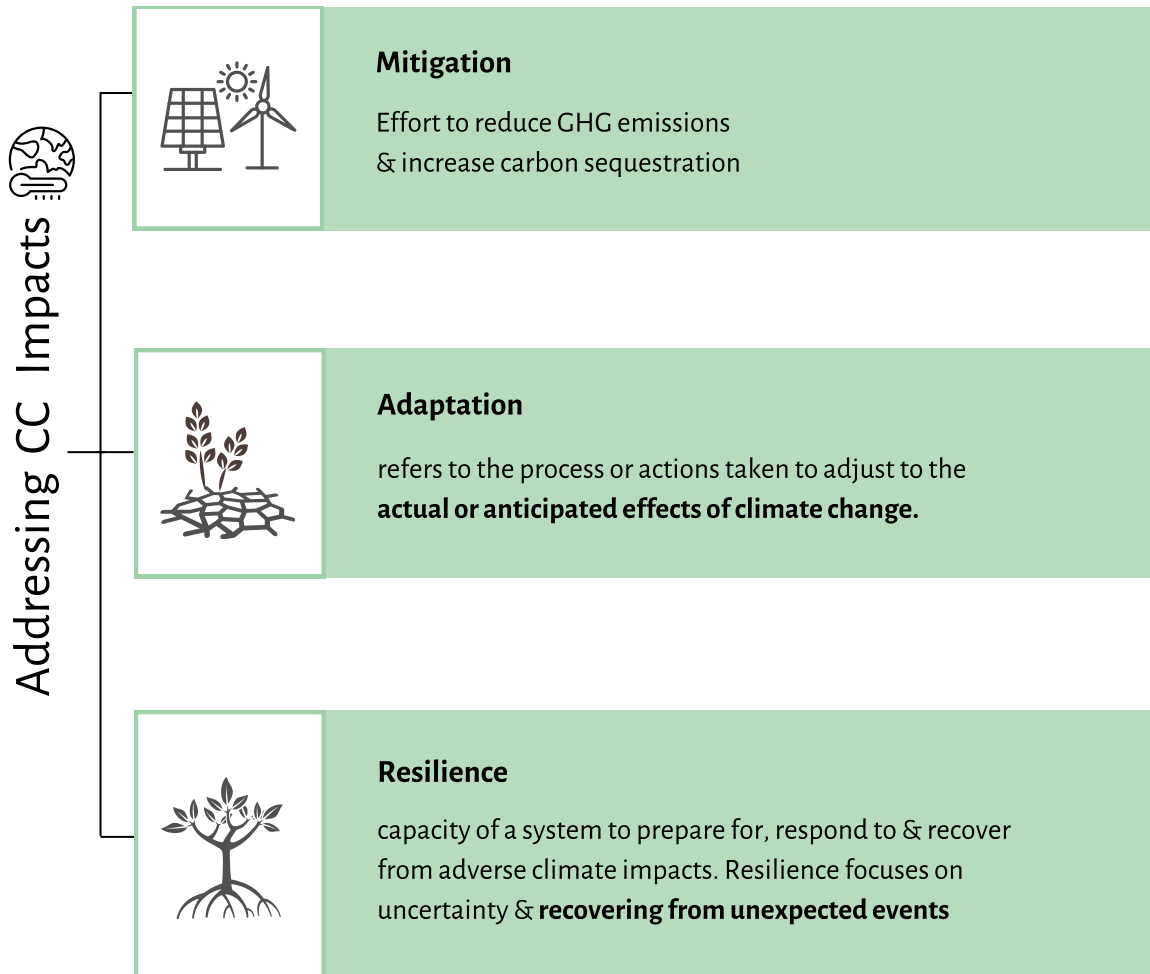 Addressing CC Impacts
Mitigation
Effort to reduce GHG emissions
& increase carbon sequestration
Adaptation
refers to the process or actions taken to adjust to the
actual or anticipated effects of climate change.
Resilience
capacity of a system to prepare for, respond to & recover
from adverse climate impacts. Resilience focuses on
uncertainty & recovering from unexpected events